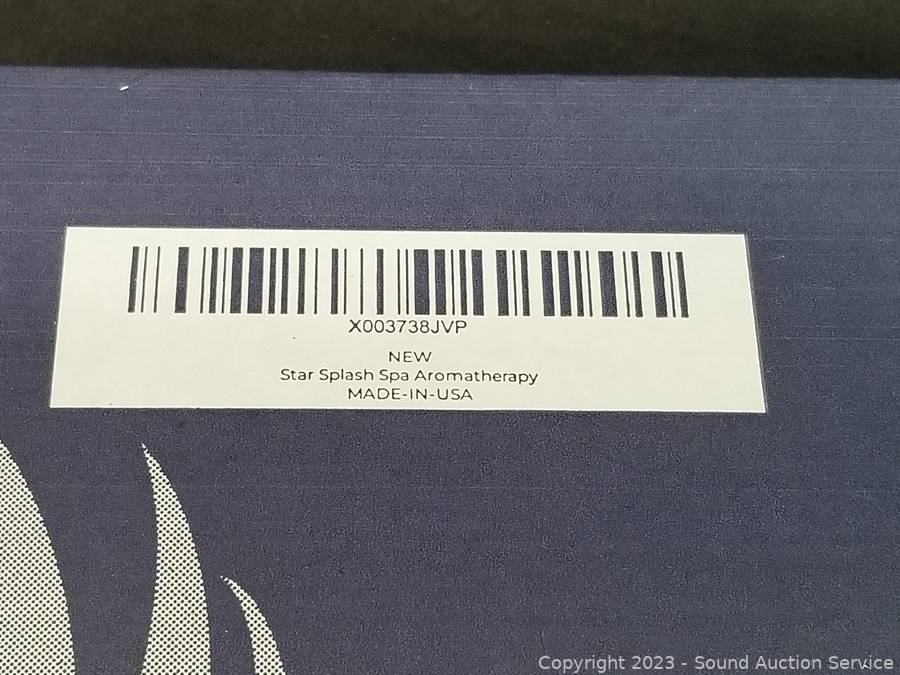 X003738JVP
NEW
Star Splash Spa Aromatherapy
MADE-IN-USA
Copyright 2023 - Sound Auction Service